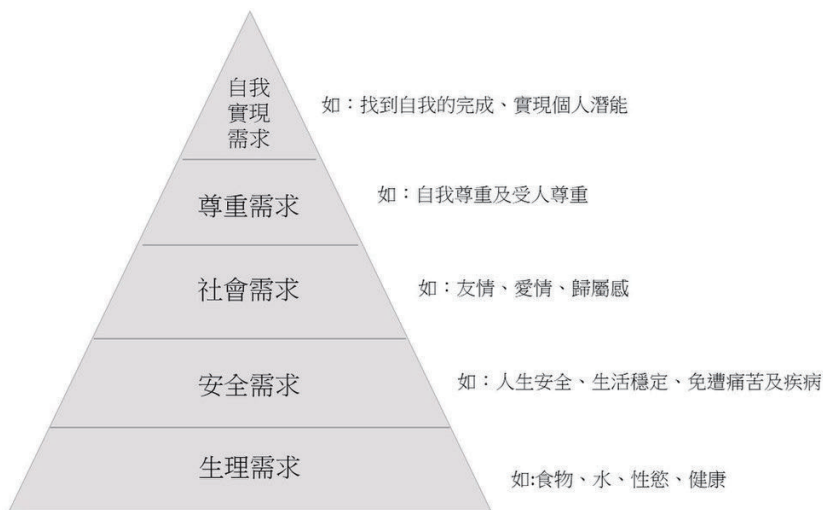 自我
實現
需求
如：找到自我的完成、實現個人潛能
尊重需求
如：自我尊重及受人尊重
社會需求
如：友情、愛情、歸屬感
安全需求
如：人生安全、生活穩定、免遭痛苦及疾病
生理需求
如:食物、水、性慾、健康